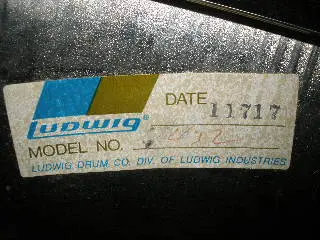 DATE 11717
Ludwig®
MODEL NO.
LUDWIG DRUM CO. DIV. OF LUDWIG INDUSTRIES